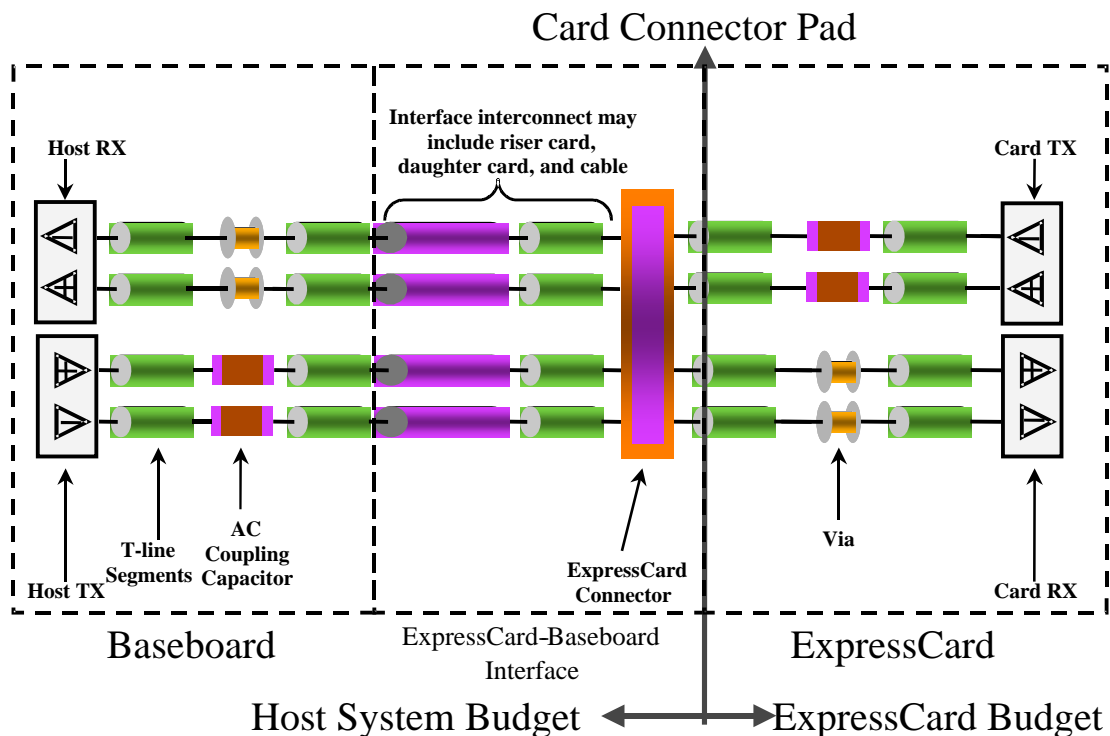 Card Connector Pad
Interface interconnect may
include riser card,
daughter card, and cable
Host RX
Card TX
T-line
Segments
AC
Coupling
Capacitor
Host TX
ExpressCard
Connector
Via
Card RX
Baseboard
ExpressCard-Baseboard
Interface
ExpressCard
Host System Budget
ExpressCard Budget